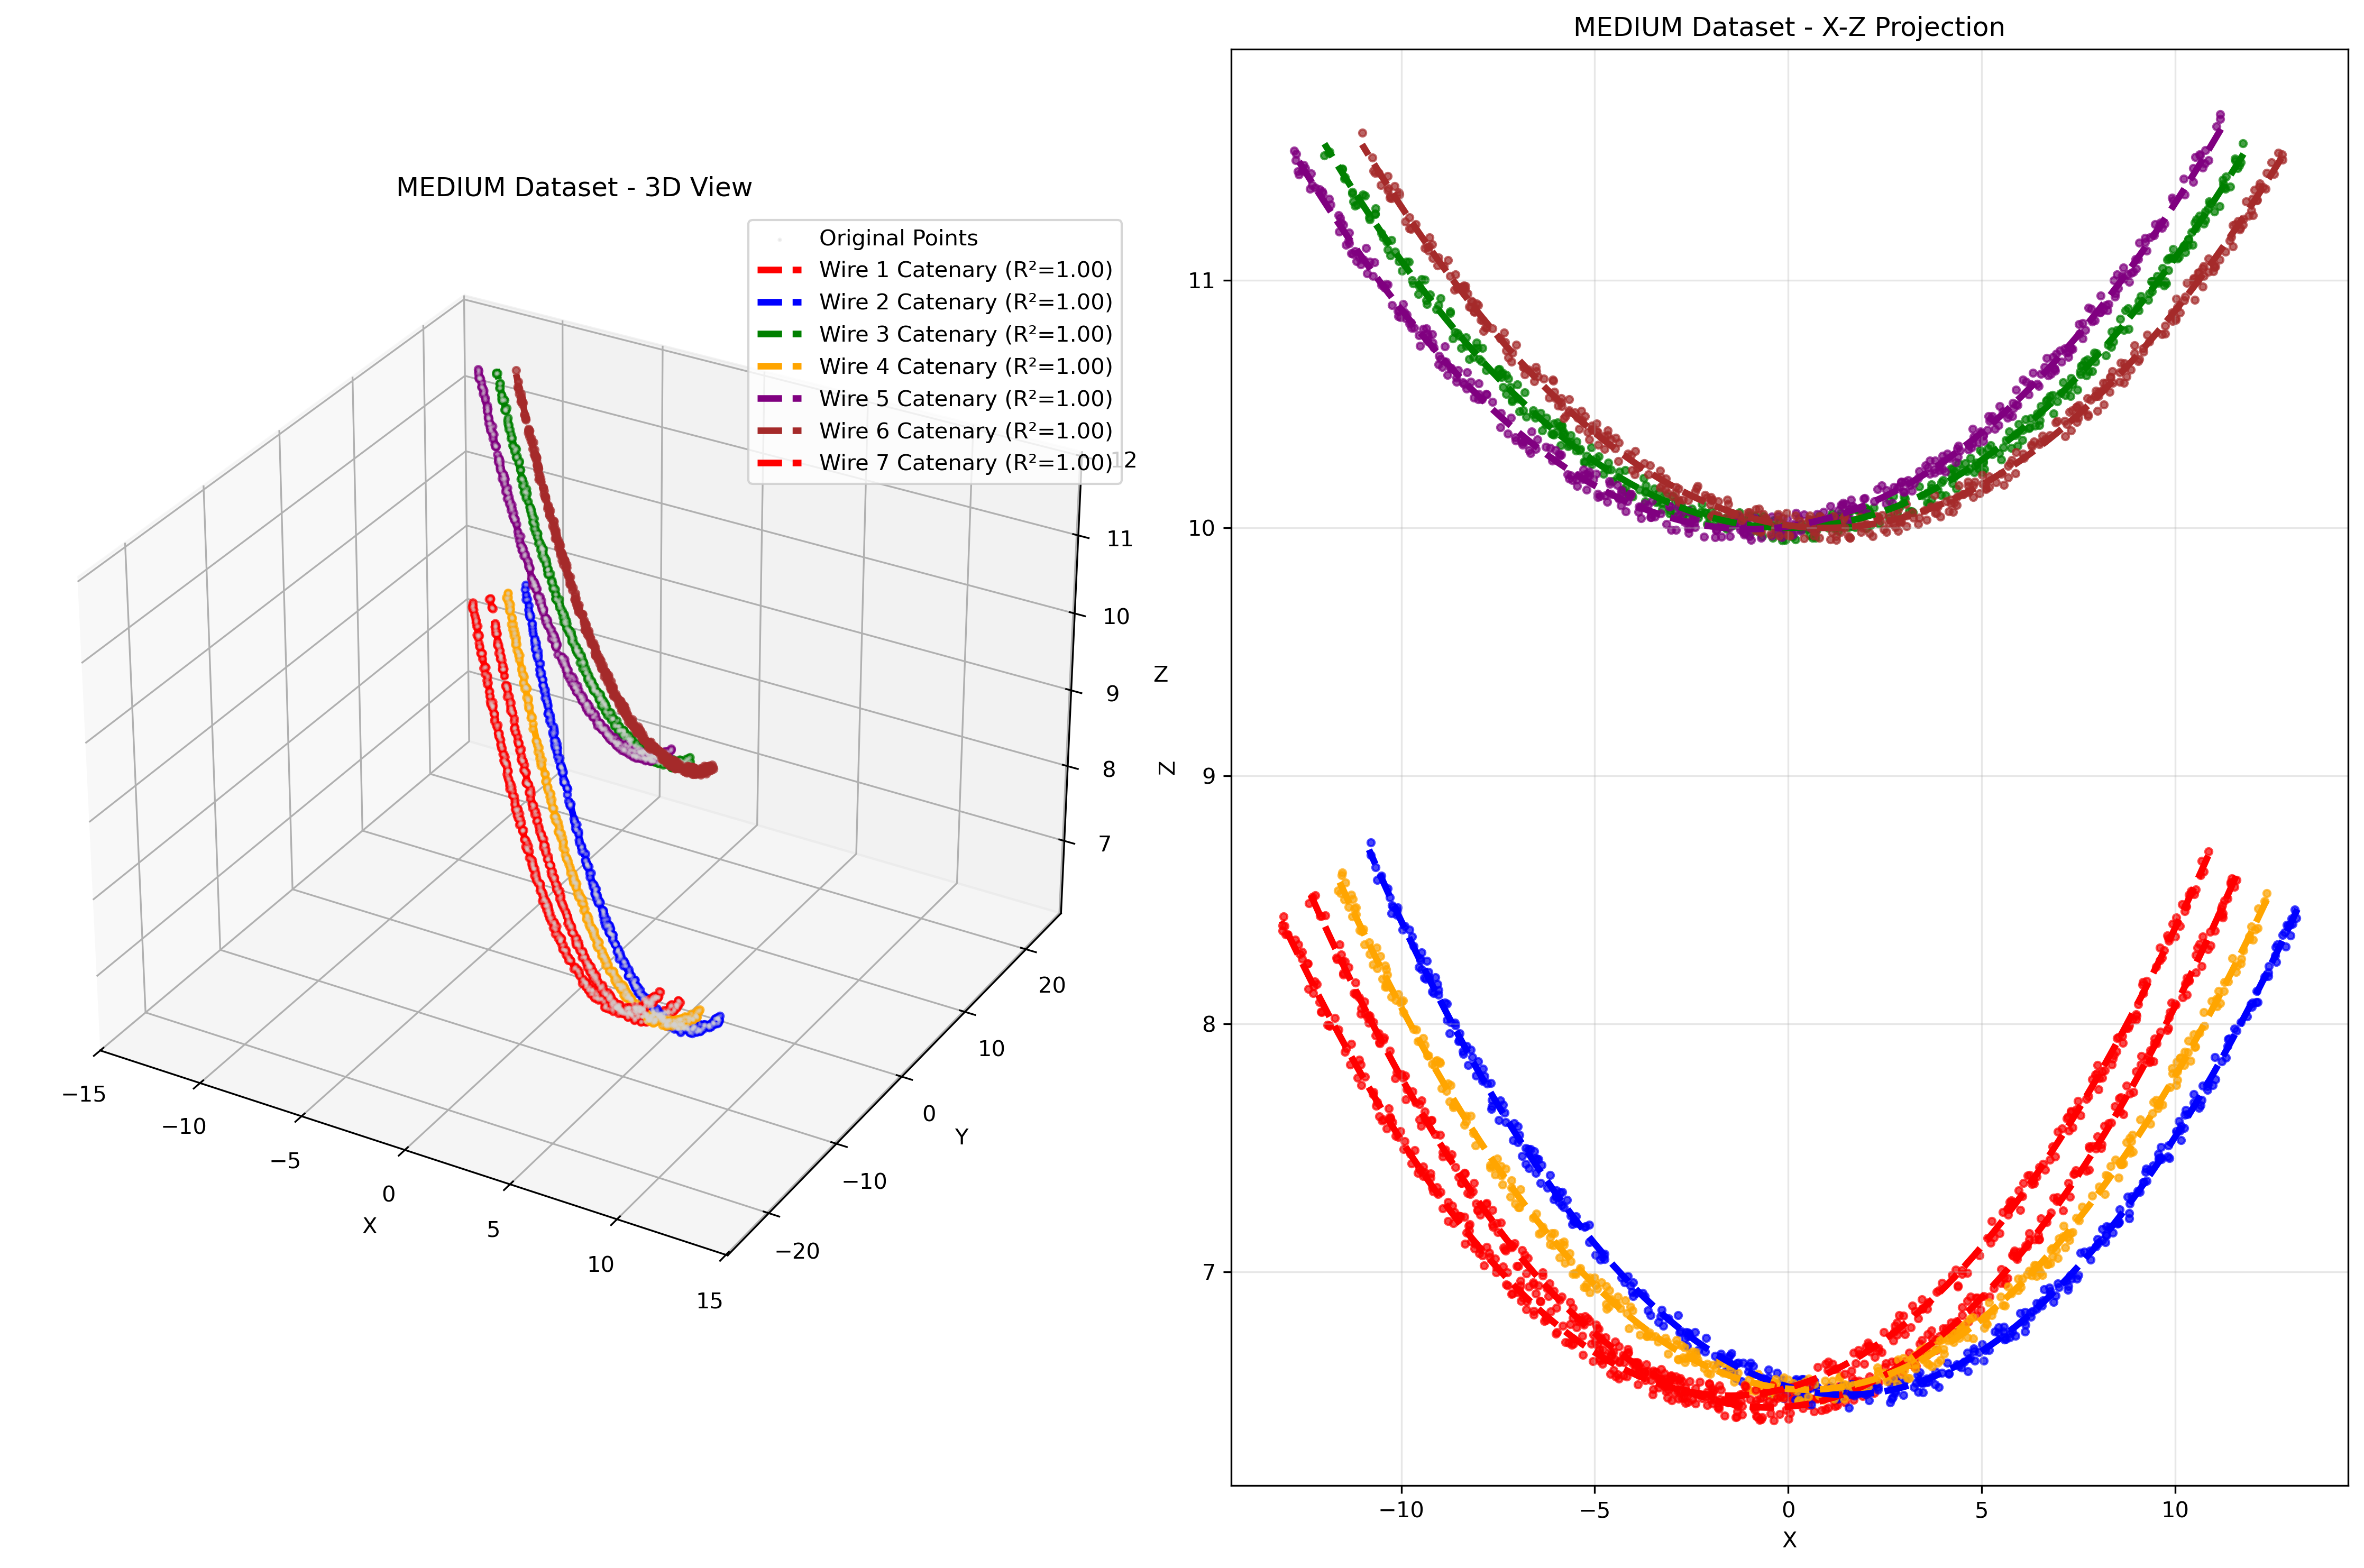 MEDIUM Dataset - 3D View
Original Points
Wire 1 Catenary (R²=1.00)
Wire 2 Catenary (R²=1.00)
Wire 3 Catenary (R²=1.00)
Wire 4 Catenary (R²=1.00)
Wire 5 Catenary (R²=1.00)
Wire 6 Catenary (R²=1.00)
Wire 7 Catenary (R²=1.00)
12
11
10
9
8
7
Z
20
10
0
−10
−20
Y
−15
−10
−5
0
5
10
15
X
MEDIUM Dataset - X-Z Projection
11
10
9
8
7
Z
−10
−5
0
5
10
X